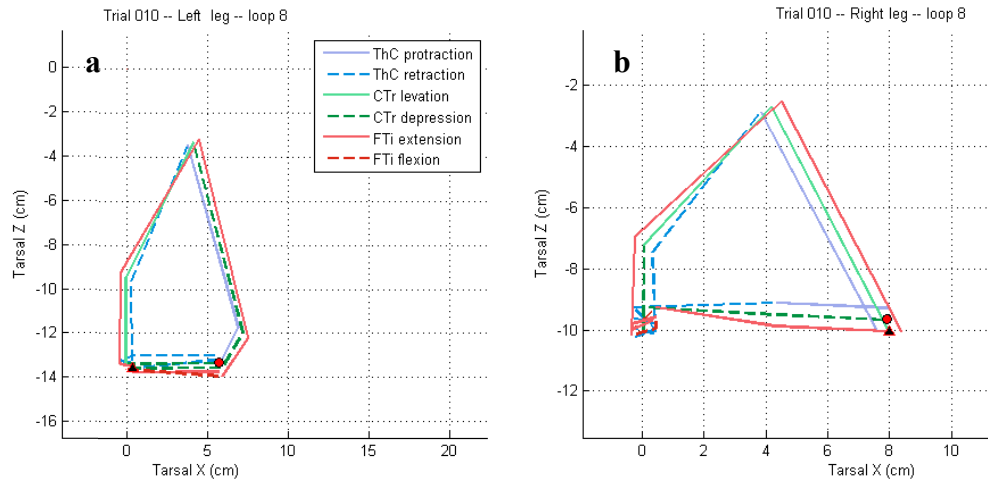 Trial 010 -- Left leg -- loop 8
a
ThC protraction
ThC retraction
CTr levation
CTr depression
FTi extension
FTi flexion
0
-2
-4
-6
-8
-10
-12
-14
-16
Tarsal Z (cm)
0 5 10 15 20
Tarsal X (cm)
Trial 010 -- Right leg -- loop 8
b
-2
-4
-6
-8
-10
-12
Tarsal Z (cm)
0 2 4 6 8 10
Tarsal X (cm)